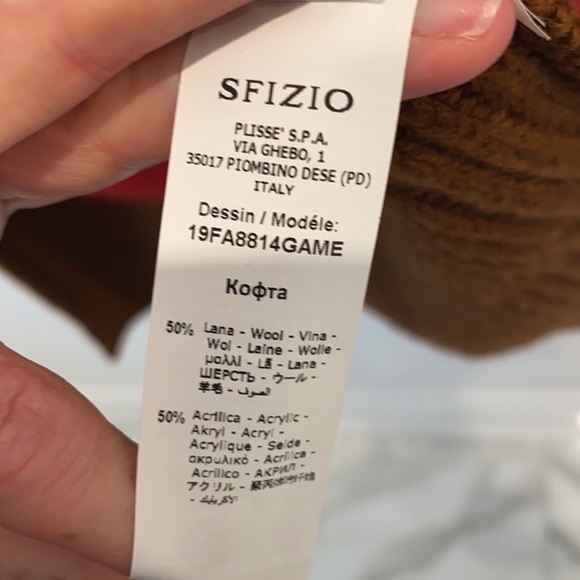 SFIZIO
PLISSE' S.P.A.
VIA GHEBO, 1
35017 PIOMBINO DESE (PD)
ITALY
Dessin / Modéle:
19FA8814GAME
Кофта
50% Lana - Wool - Vlna -
Wol - Laine - Wolle -
μαλλί - Lã - Lana -
ШЕРСТЬ - ウール -
羊毛 - الصوف
50% Acrilica - Acrylic -
Akryl - Acryl -
Acrylique - Seide -
ακρυλικό - Acrílica -
Acrilico - АКРИЛ -
アクリル -